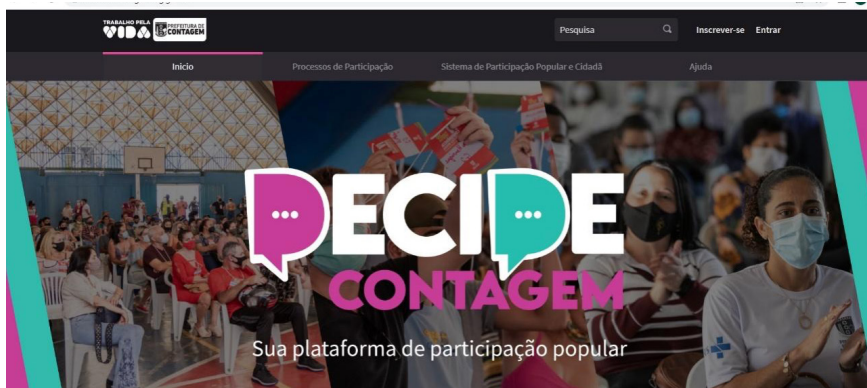 TRABALHO PELA
VIDA
PREFEITURA DE
CONTAGEM
Pesquisa
Inscrever-se Entrar
Início Processos de Participação Sistema de Participação Popular e Cidadã Ajuda
DECIDE
CONTAGEM
Sua plataforma de participação popular